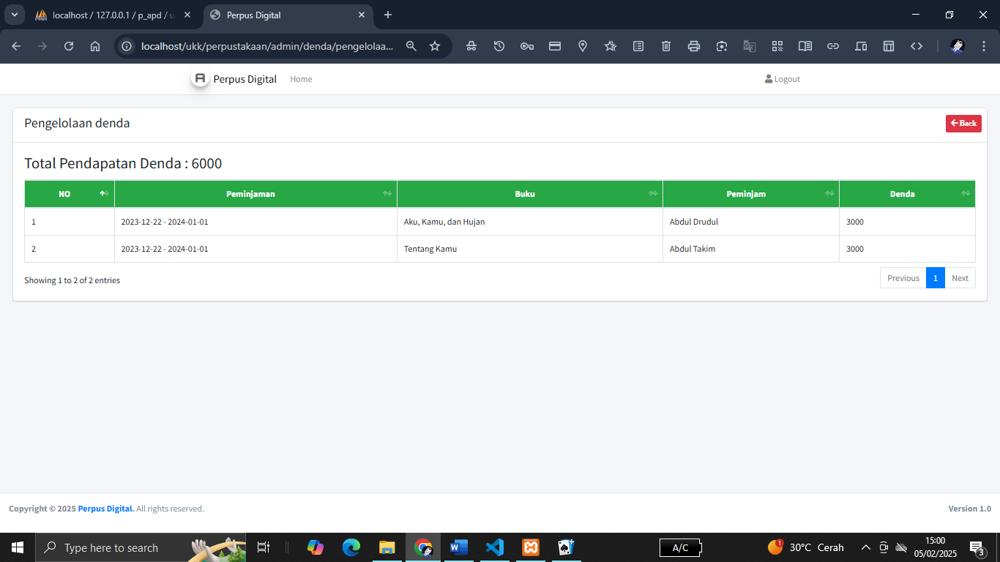 localhost / 127.0.0.1 / p_apd / u
Perpus Digital
localhost/ukk/perpustakaan/admin/denda/pengelolaa...
Perpus Digital
Home
Logout
Pengelolaan denda
Back
Total Pendapatan Denda : 6000
NO Peminjaman Buku Peminjam Denda
1 2023-12-22 - 2024-01-01 Aku, Kamu, dan Hujan Abdul Drudul 3000
2 2023-12-22 - 2024-01-01 Tentang Kamu Abdul Takim 3000
Showing 1 to 2 of 2 entries
Previous 1 Next
Copyright © 2025 Perpus Digital. All rights reserved.
Version 1.0
Type here to search
A/C
1
30°C Cerah
15:00
05/02/2025
3